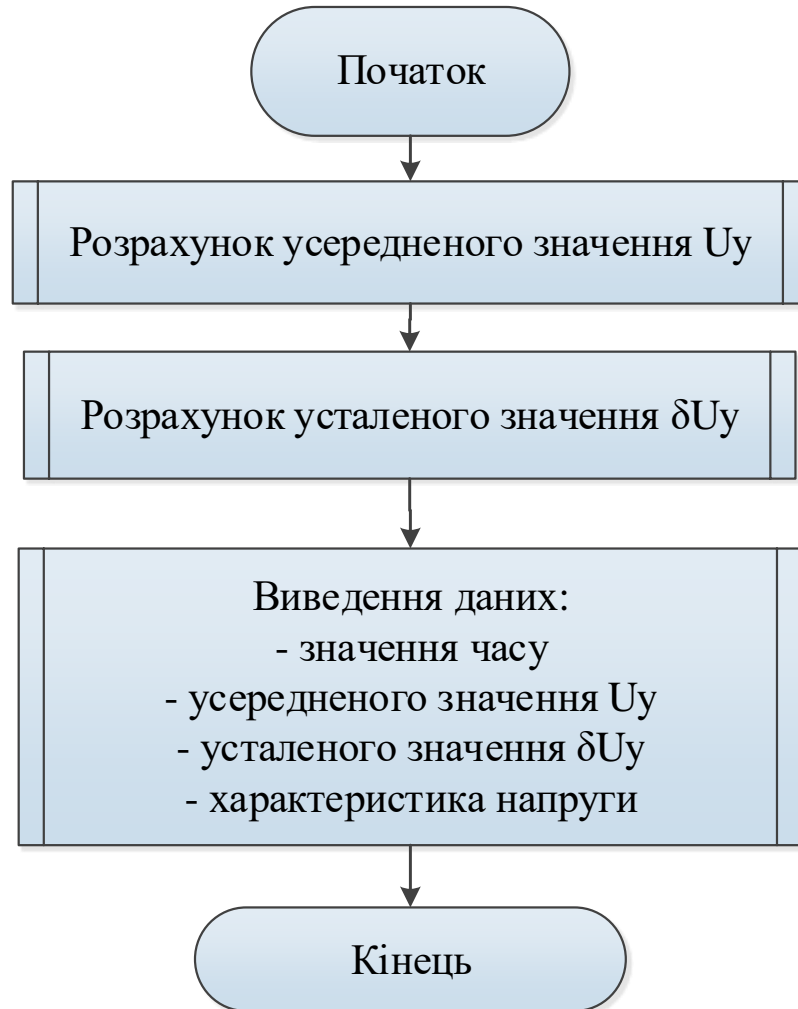 Початок
Розрахунок усередненого значення Uy
Розрахунок усталеного значення δUy
Виведення даних:
- значення часу
- усередненого значення Uy
- усталеного значення δUy
- характеристика напруги
Кінець